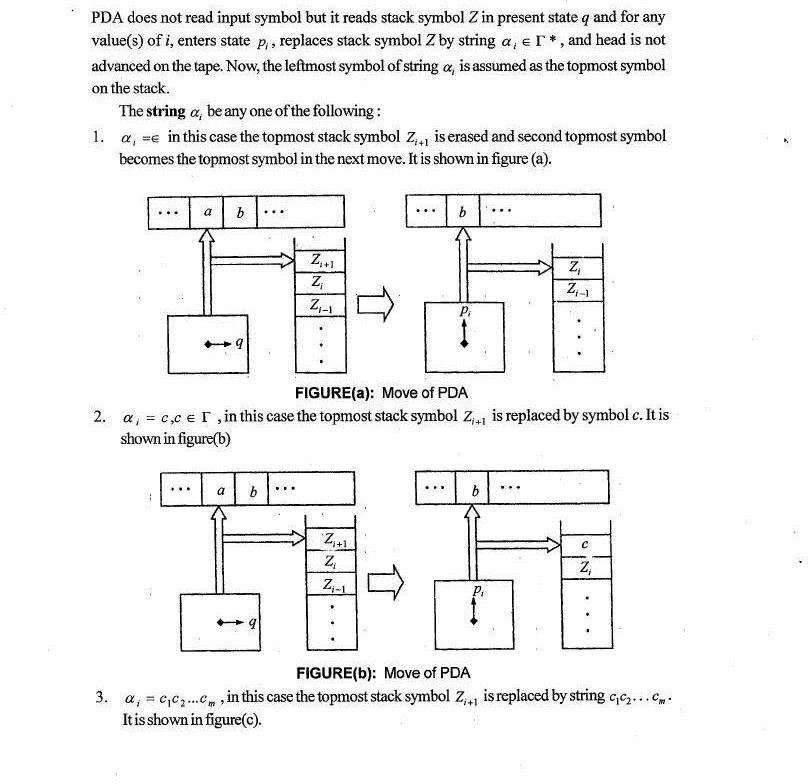 PDA does not read input symbol but it reads stack symbol Z in present state q and for any
value(s) of i, enters state pᵢ, replaces stack symbol Z by string αᵢ ∈ Γ*, and head is not
advanced on the tape. Now, the leftmost symbol of string αᵢ is assumed as the topmost symbol
on the stack.
The string αᵢ be any one of the following :
1. αᵢ =∈ in this case the topmost stack symbol Zᵢ₊₁ is erased and second topmost symbol
becomes the topmost symbol in the next move. It is shown in figure (a).
... a b ...
Zᵢ₊₁
Zᵢ
Zᵢ₋₁
.
.
.
q
... b ...
Zᵢ
Zᵢ₋₁
.
.
.
pᵢ
FIGURE(a): Move of PDA
2. αᵢ = c,c ∈ Γ , in this case the topmost stack symbol Zᵢ₊₁ is replaced by symbol c. It is
shown in figure(b)
... a b ...
Zᵢ₊₁
Zᵢ
Zᵢ₋₁
.
.
.
q
... b ...
c
Zᵢ
.
.
.
pᵢ
FIGURE(b): Move of PDA
3. αᵢ = c₁c₂...cₘ , in this case the topmost stack symbol Zᵢ₊₁ is replaced by string c₁c₂...cₘ.
It is shown in figure(c).